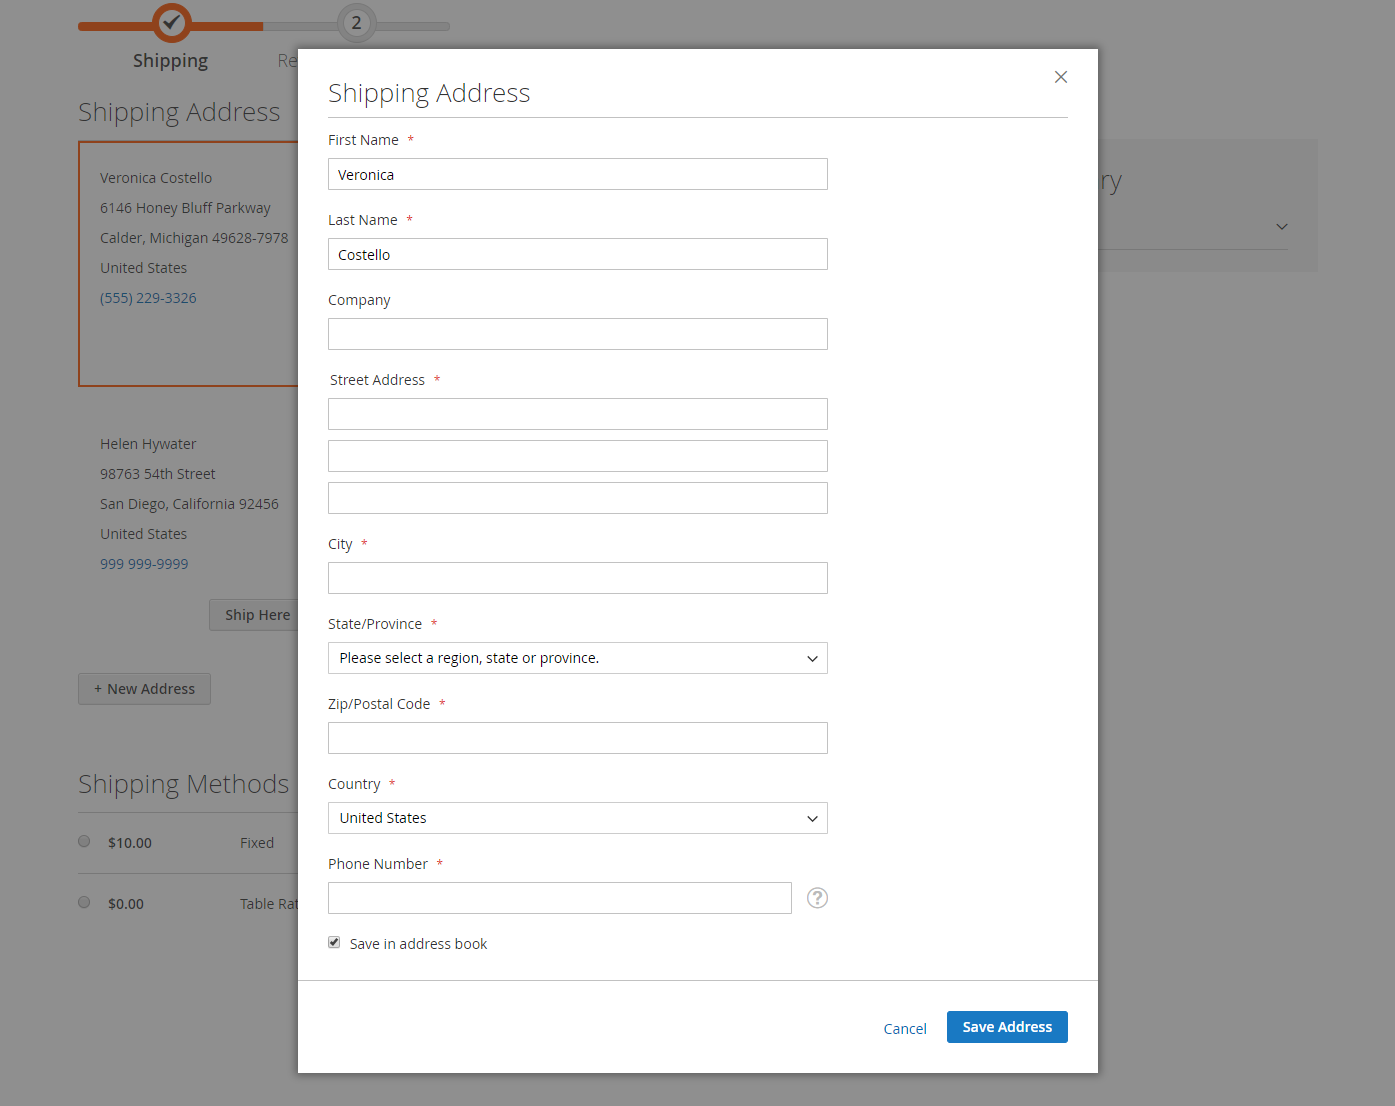 2
Shipping
Re
Shipping Address
Veronica Costello
6146 Honey Bluff Parkway
Calder, Michigan 49628-7978
United States
(555) 229-3326
Helen Hywater
98763 54th Street
San Diego, California 92456
United States
999 999-9999
Ship Here
+ New Address
Shipping Methods
$10.00 Fixed
$0.00 Table Rat
ry
Shipping Address
First Name *
Veronica
Last Name *
Costello
Company
Street Address *
City *
State/Province *
Please select a region, state or province.
Zip/Postal Code *
Country *
United States
Phone Number *
?
Save in address book
Cancel
Save Address